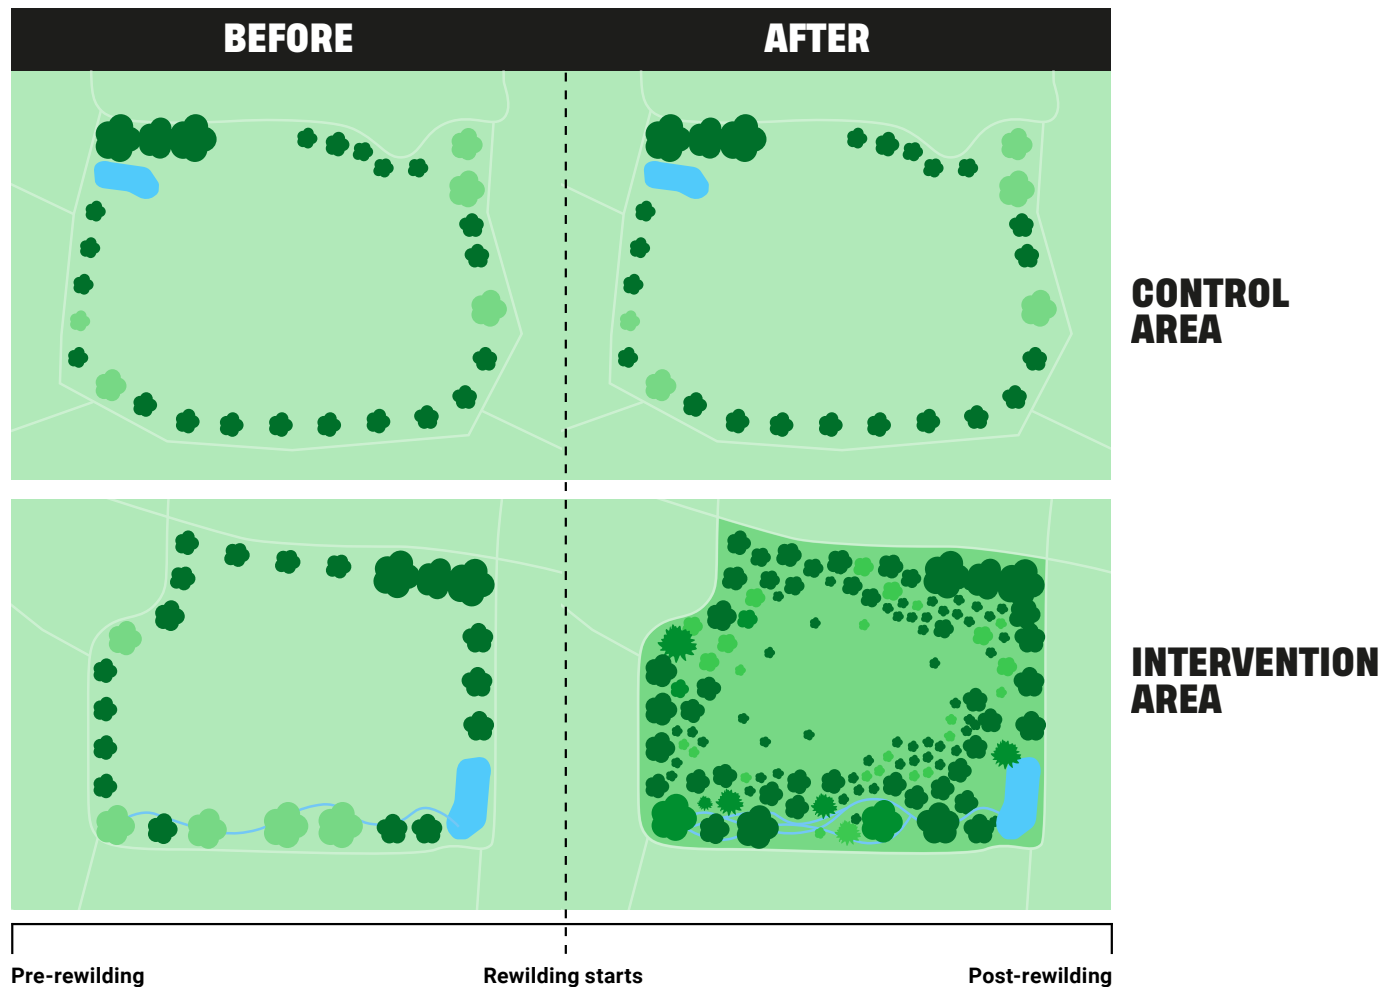 BEFORE
AFTER
CONTROL
AREA
INTERVENTION
AREA
Pre-rewilding
Rewilding starts
Post-rewilding